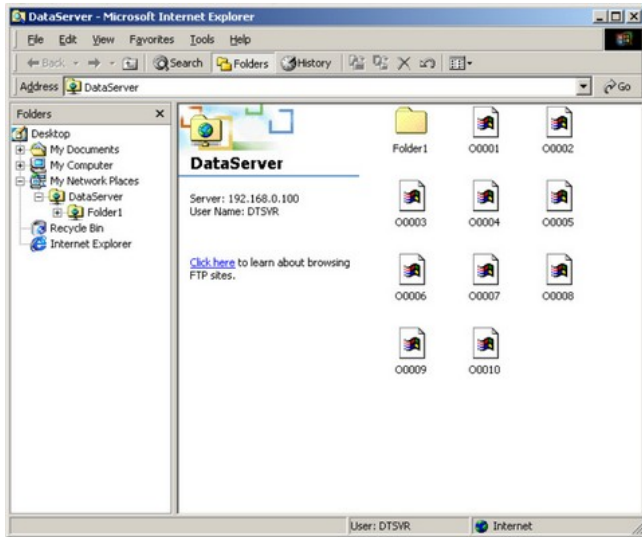 DataServer - Microsoft Internet Explorer
File Edit View Favorites Tools Help
Back Search Folders History
Address DataServer Go
Folders
Desktop
My Documents
My Computer
My Network Places
DataServer
Folder1
Recycle Bin
Internet Explorer
DataServer
Server: 192.168.0.100
User Name: DTSVR
Click here to learn about browsing
FTP sites.
Folder1 O0001 O0002
O0003 O0004 O0005
O0006 O0007 O0008
O0009 O0010
User: DTSVR Internet